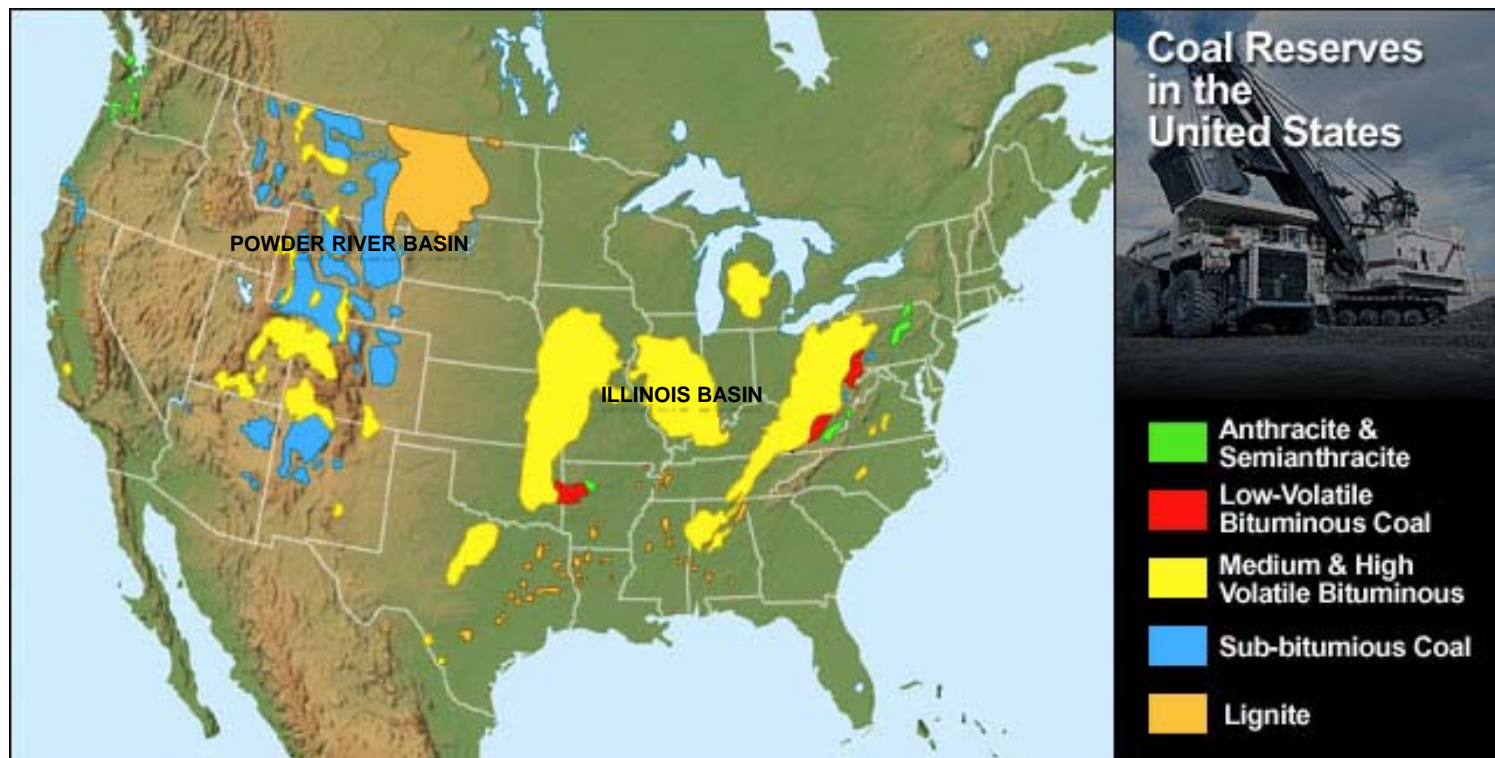 Coal Reserves
in the
United States
POWDER RIVER BASIN
ILLINOIS BASIN
Anthracite &
Semianthracite
Low-Volatile
Bituminous Coal
Medium & High
Volatile Bituminous
Sub-bitumious Coal
Lignite